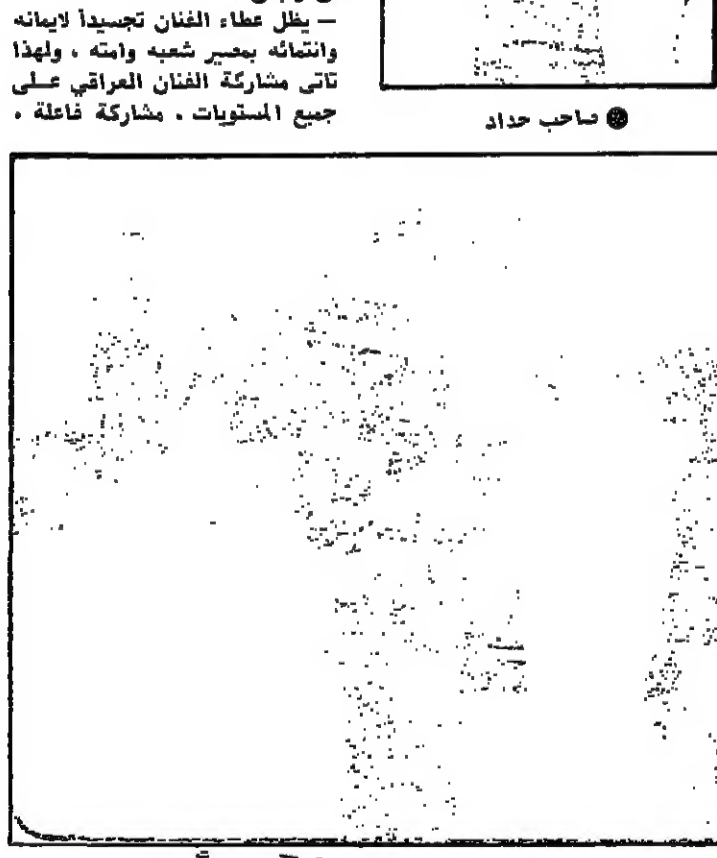 — يظل عطاء الفنان تجسيداً لايمانه
وانتمائه بمصير شعبه وامته ، ولهذا
تاتى مشاركة الفنان العراقي على
جميع المستويات ، مشاركة فاعلة ،
● صاحب حداد